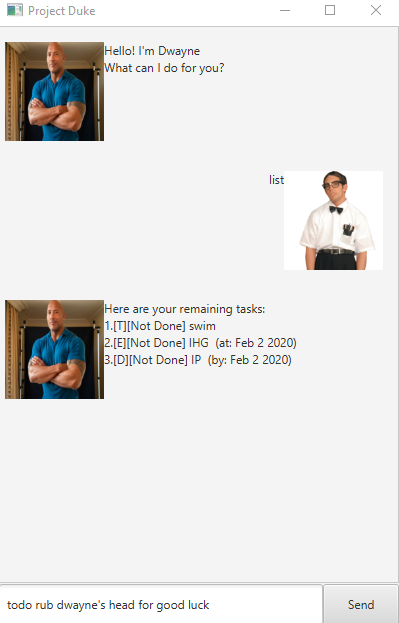 Project Duke
Hello! I'm Dwayne
What can I do for you?
list
Here are your remaining tasks:
1.[T][Not Done] swim
2.[E][Not Done] IHG  (at: Feb 2 2020)
3.[D][Not Done] IP  (by: Feb 2 2020)
todo rub dwayne's head for good luck
Send